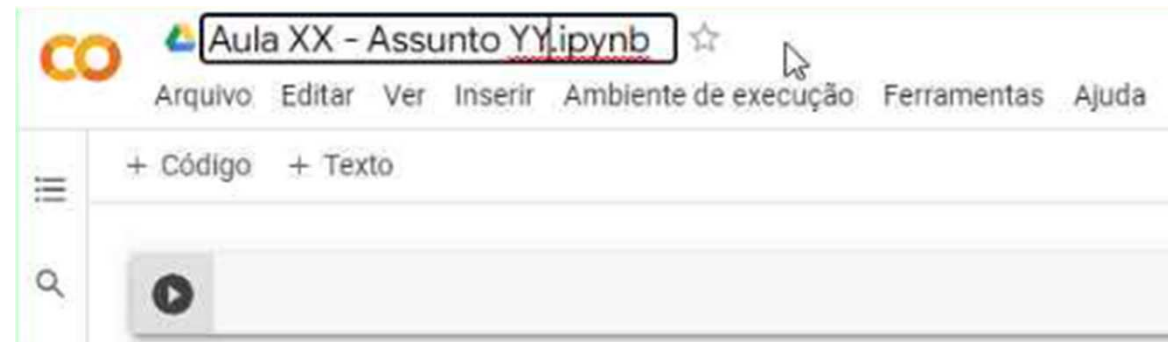 CO
Aula XX - Assunto YY.ipynb
Arquivo Editar Ver Inserir Ambiente de execução Ferramentas Ajuda
+ Código + Texto